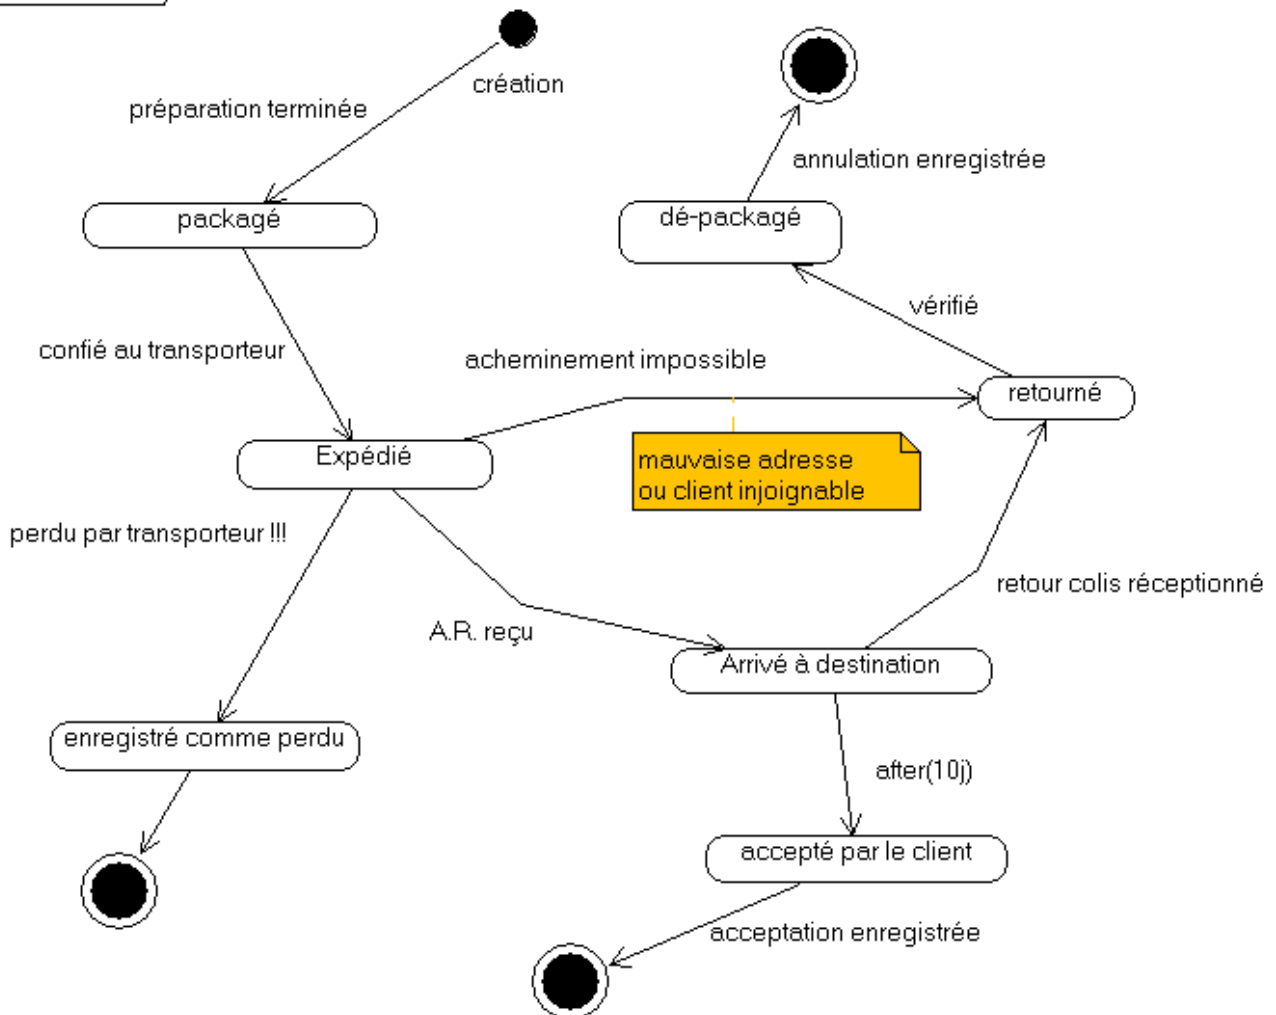 création
préparation terminée
annulation enregistrée
packagé
dé-packagé
vérifié
confié au transporteur
acheminement impossible
retourné
Expédié
mauvaise adresse
ou client injoignable
perdu par transporteur !!!
retour colis réceptionné
A.R. reçu
Arrivé à destination
enregistré comme perdu
after(10j)
accepté par le client
acceptation enregistrée